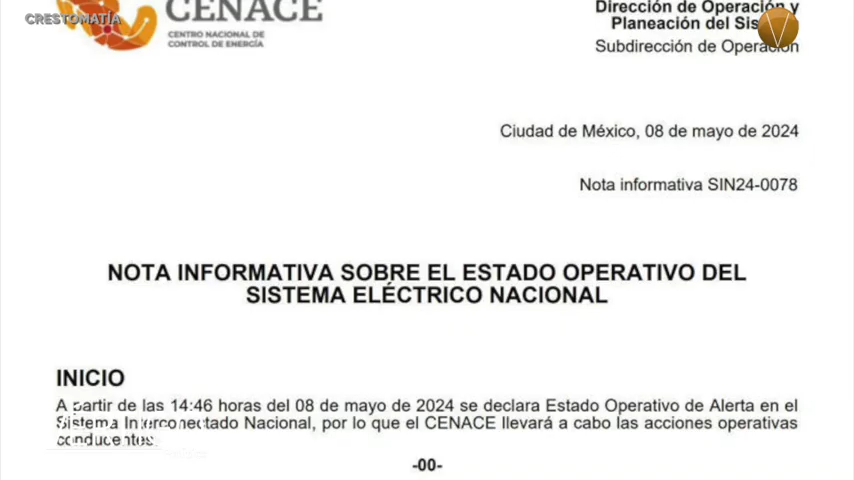 CRESTOMATÍA
CENACE
CENTRO NACIONAL DE
CONTROL DE ENERGÍA
Dirección de Operación y
Planeación del
Subdirección de Operación
Ciudad de México, 08 de mayo de 2024
Nota informativa SIN24-0078
NOTA INFORMATIVA SOBRE EL ESTADO OPERATIVO DEL
SISTEMA ELÉCTRICO NACIONAL
INICIO
A partir de las 14:46 horas del 08 de mayo de 2024 se declara Estado Operativo de Alerta en el
Sistema Interconectado Nacional, por lo que el CENACE llevará a cabo las acciones operativas
conducentes.
-00-